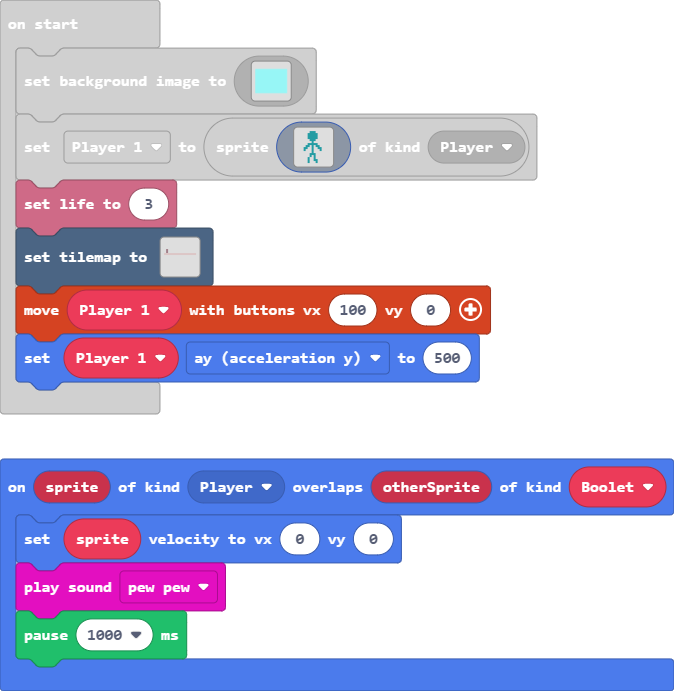 on start
set background image to
set Player 1 to sprite of kind Player
set life to 3
set tilemap to
move Player 1 with buttons vx 100 vy 0
set Player 1 ay (acceleration y) to 500
on sprite of kind Player overlaps otherSprite of kind Boolet
set sprite velocity to vx 0 vy 0
play sound pew pew
pause 1000 ms